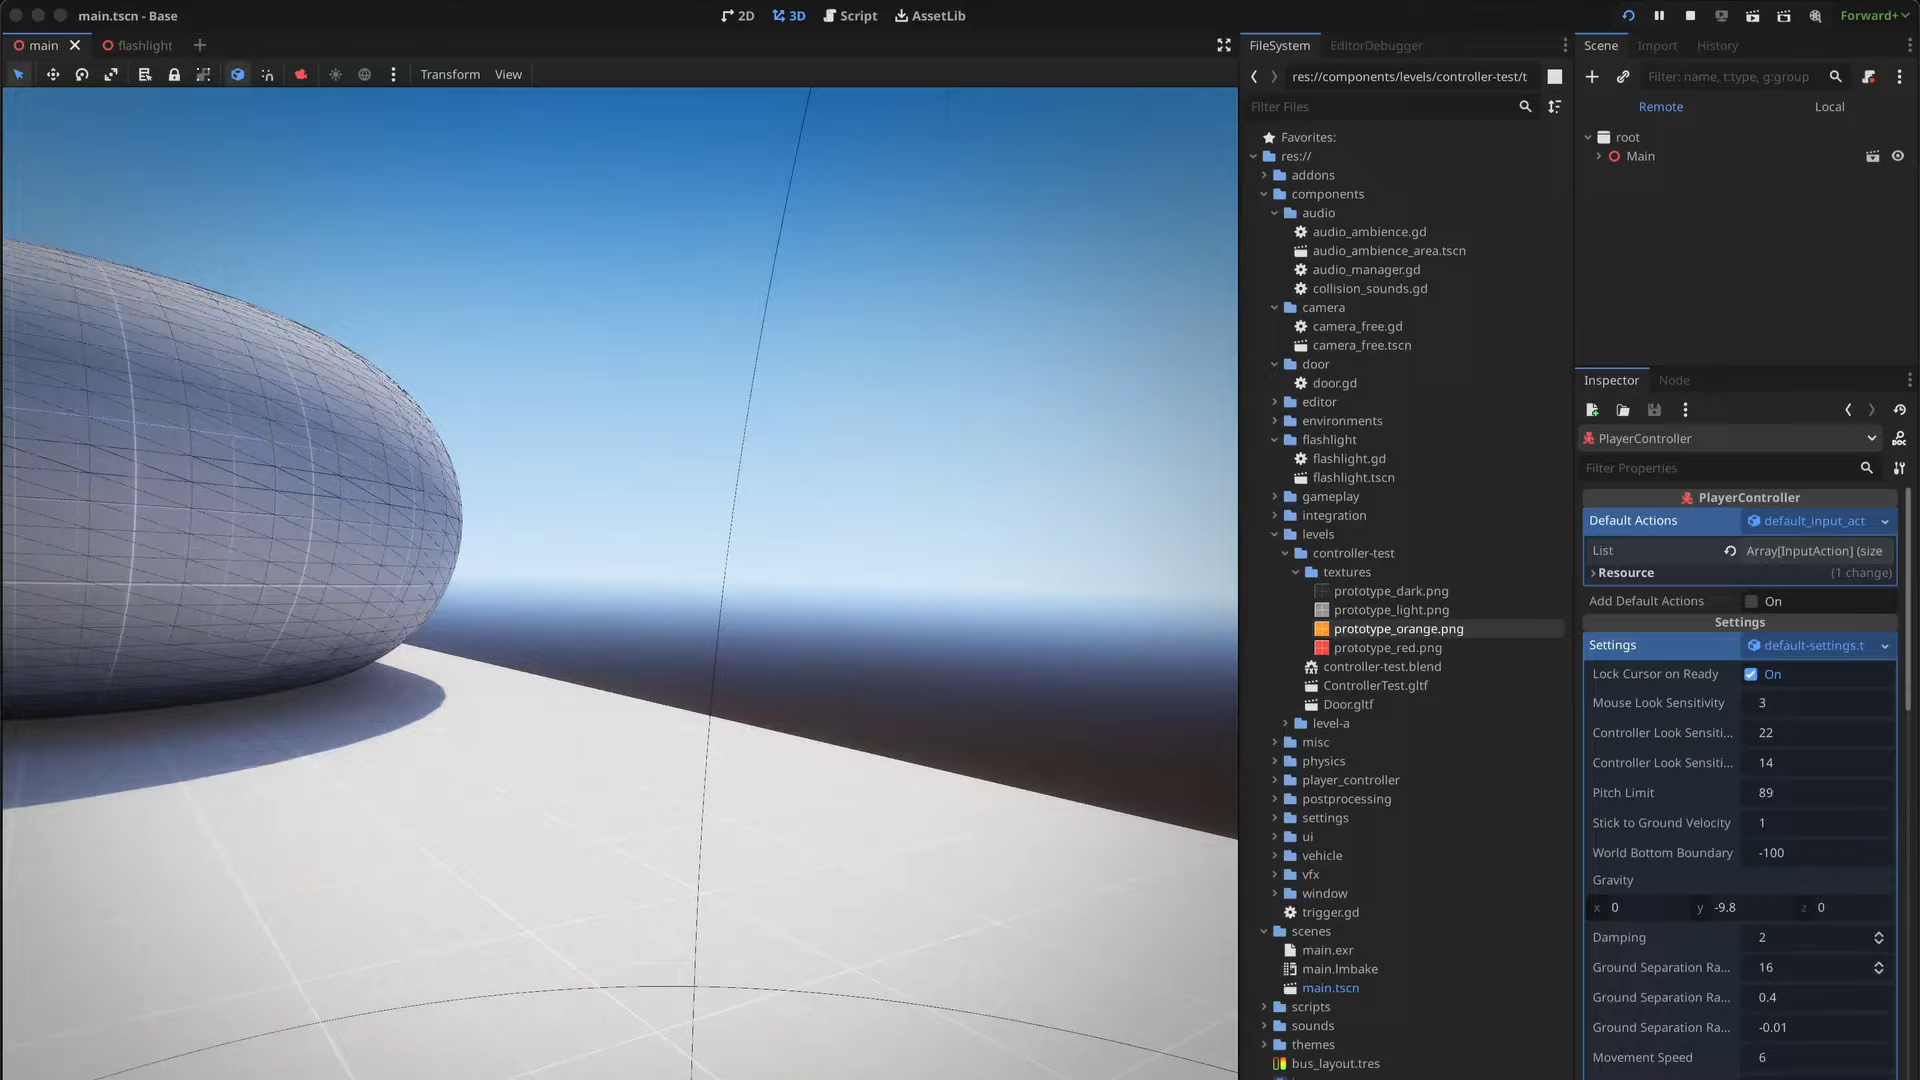 main.tscn - Base
2D 3D Script AssetLib
Forward+
main flashlight
Transform View
FileSystem EditorDebugger
res://components/levels/controller-test/t
Filter Files
Favorites:
res://
addons
components
audio
audio_ambience.gd
audio_ambience_area.tscn
audio_manager.gd
collision_sounds.gd
camera
camera_free.gd
camera_free.tscn
door
door.gd
editor
environments
flashlight
flashlight.gd
flashlight.tscn
gameplay
integration
levels
controller-test
textures
prototype_dark.png
prototype_light.png
prototype_orange.png
prototype_red.png
controller-test.blend
ControllerTest.gltf
Door.gltf
level-a
misc
physics
player_controller
postprocessing
settings
ui
vehicle
vfx
window
trigger.gd
scenes
main.exr
main.lmbake
main.tscn
scripts
sounds
themes
bus_layout.tres
Scene Import History
Filter: name, t:type, g:group
Remote Local
root
Main
Inspector Node
PlayerController
DOC
Filter Properties
PlayerController
Default Actions default_input_act
List Array[InputAction] (size
Resource (1 change)
Add Default Actions On
Settings
Settings default-settings.t
Lock Cursor on Ready On
Mouse Look Sensitivity 3
Controller Look Sensiti... 22
Controller Look Sensiti... 14
Pitch Limit 89
Stick to Ground Velocity 1
World Bottom Boundary -100
Gravity
x 0 y -9.8 z 0
Damping 2
Ground Separation Ra... 16
Ground Separation Ra... 0.4
Ground Separation Ra... -0.01
Movement Speed 6